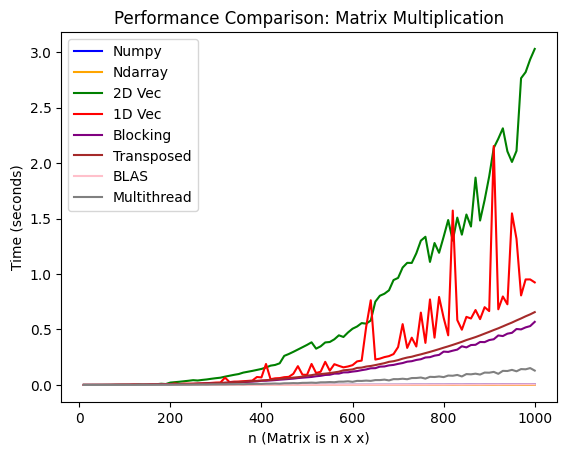 Performance Comparison: Matrix Multiplication
3.0
2.5
2.0
1.5
1.0
0.5
0.0
Time (seconds)
Numpy
Ndarray
2D Vec
1D Vec
Blocking
Transposed
BLAS
Multithread
0
200
400
600
800
1000
n (Matrix is n x x)